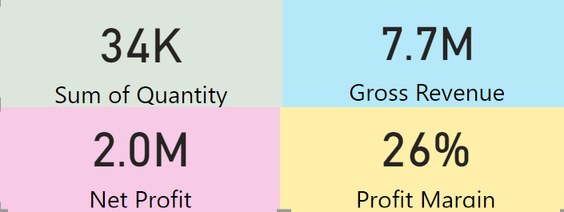 34K
Sum of Quantity
7.7M
Gross Revenue
2.0M
Net Profit
26%
Profit Margin